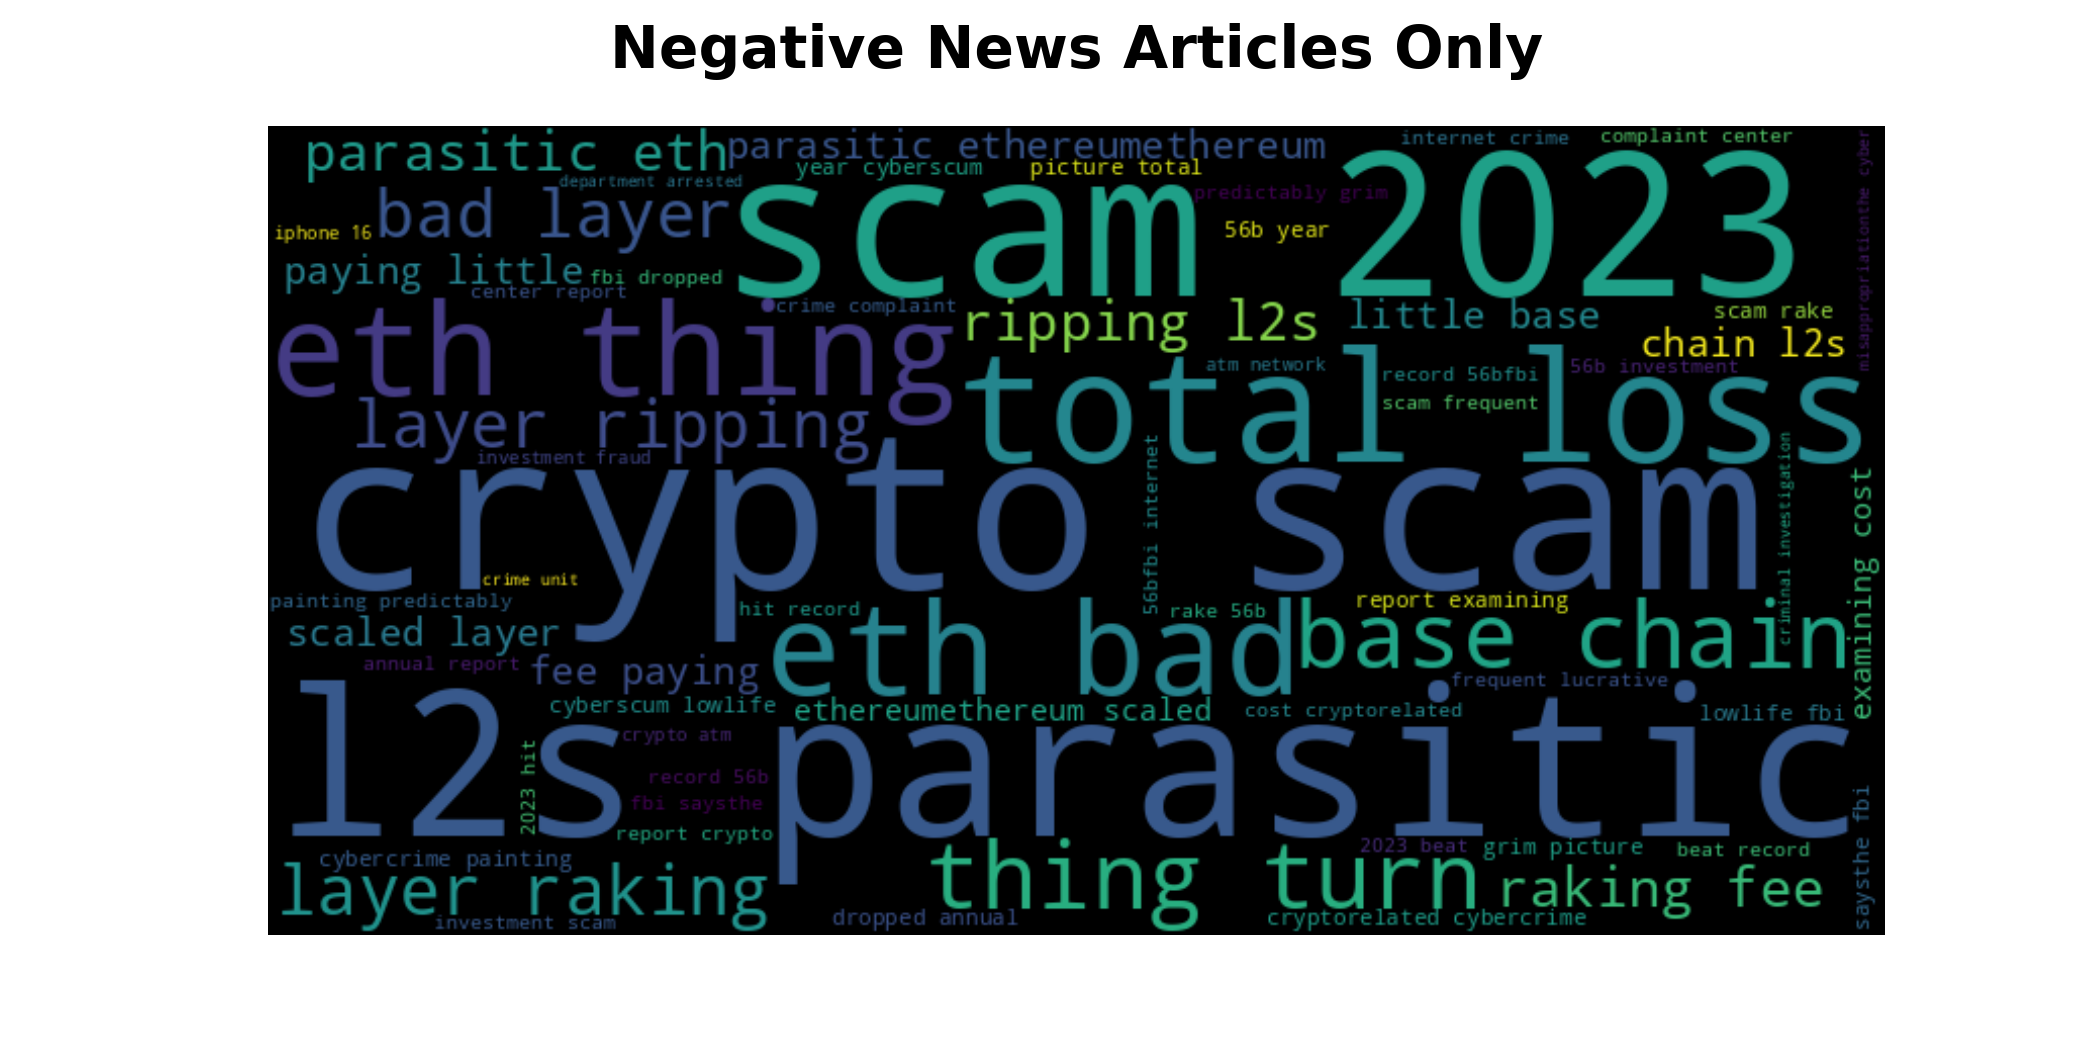 Negative News Articles Only
parasitic eth
parasitic ethereumethereum
internet crime
complaint center
year cyberscum
picture total
department arrested
predictably grim
misappropriationthe cyber
bad layer
scam
2023
iphone 16
56b year
paying little
fbi dropped
center report
crime complaint
eth thing
ripping l2s
little base
scam rake
chain l2s
total loss
atm network
record 56bfbi
56b investment
scam frequent
layer ripping
investment fraud
crypto scam
56bfbi internet
criminal investigation
examining cost
crime unit
painting predictably
hit record
rake 56b
report examining
scaled layer
eth bad
base chain
annual report
fee paying
frequent lucrative
cyberscum lowlife
ethereumethereum scaled
cost cryptorelated
lowlife fbi
l2s parasitic
crypto atm
2023 hit
record 56b
fbi saysthe
report crypto
saysthe fbi
cybercrime painting
2023 beat
grim picture
beat record
layer raking
thing turn
raking fee
investment scam
dropped annual
cryptorelated cybercrime